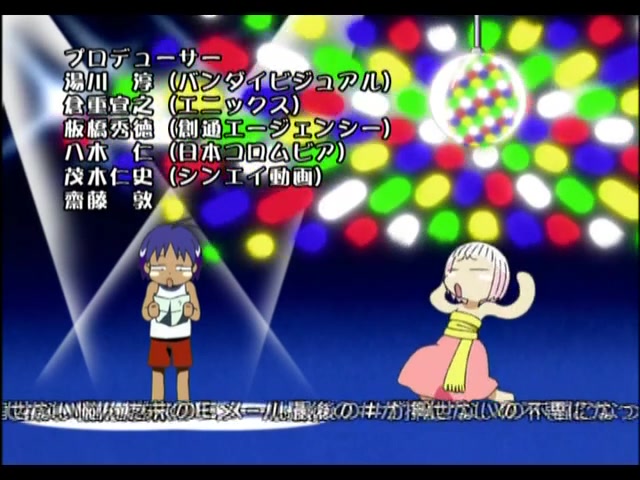 プロデューサー
湯川 淳(バンダイビジュアル)
倉重宣之(エニックス)
板橋秀徳(創通エージェンシー)
八木 仁(日本コロムビア)
茂木仁史(シンエイ動画)
齋藤 敦